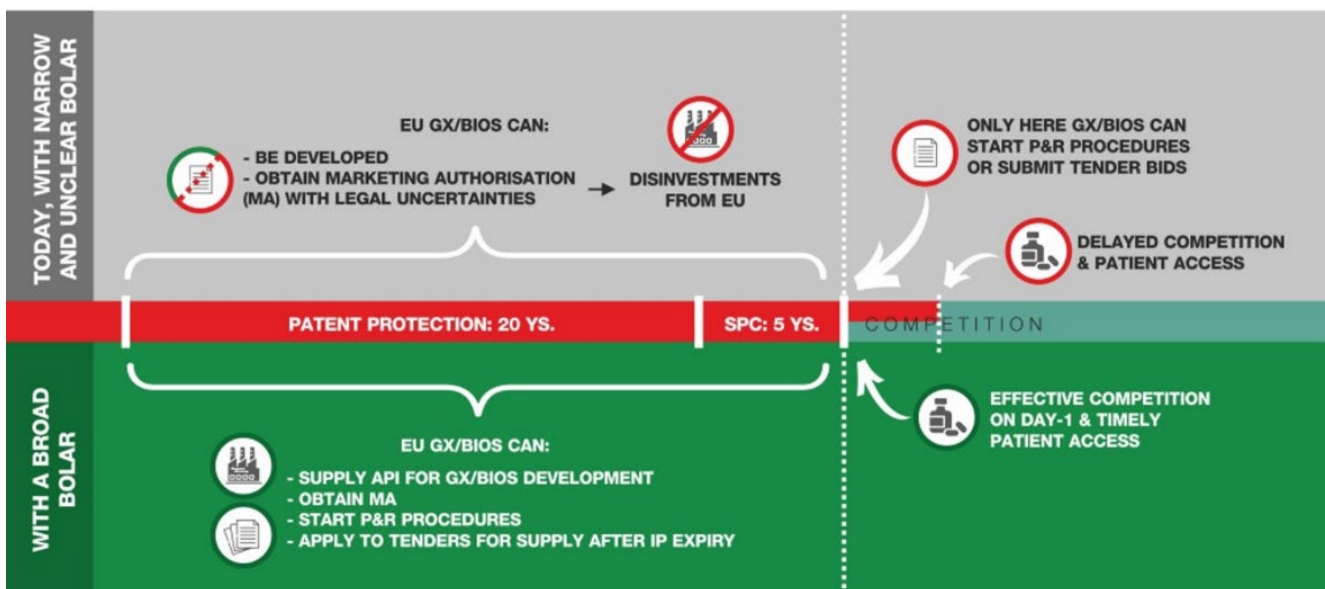 TODAY, WITH NARROW
AND UNCLEAR BOLAR
EU GX/BIOS CAN:
- BE DEVELOPED
- OBTAIN MARKETING AUTHORISATION
(MA) WITH LEGAL UNCERTAINTIES
DISINVESTMENTS
FROM EU
ONLY HERE GX/BIOS CAN
START P&R PROCEDURES
OR SUBMIT TENDER BIDS
DELAYED COMPETITION
& PATIENT ACCESS
PATENT PROTECTION: 20 YS.
SPC: 5 YS.
COMPETITION
WITH A BROAD
BOLAR
EU GX/BIOS CAN:
- SUPPLY API FOR GX/BIOS DEVELOPMENT
- OBTAIN MA
- START P&R PROCEDURES
- APPLY TO TENDERS FOR SUPPLY AFTER IP EXPIRY
EFFECTIVE COMPETITION
ON DAY-1 & TIMELY
PATIENT ACCESS